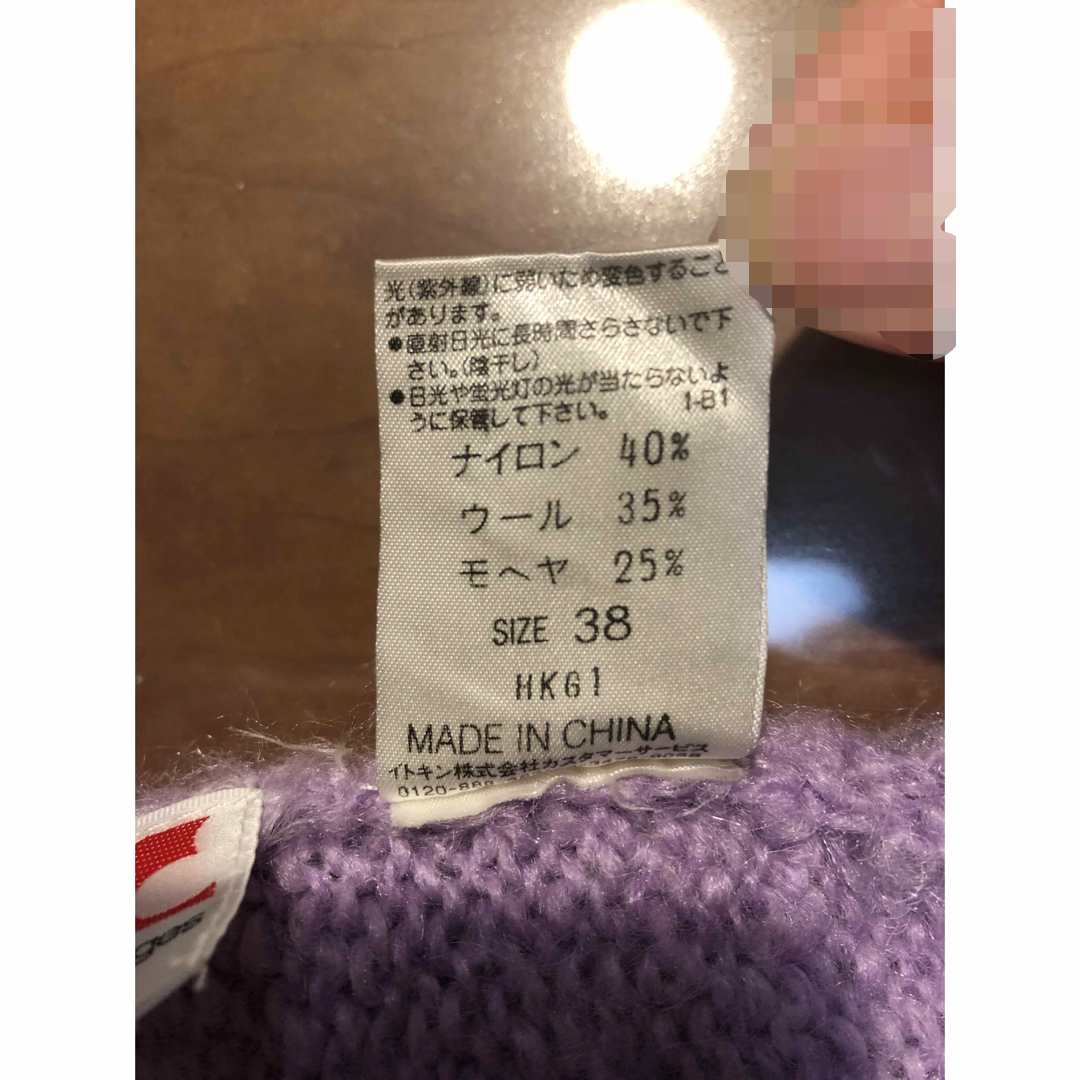 光(紫外線)に弱いため変色すること
があります。
●直射日光に長時間さらさないで下
さい。(陰干し)
●日光や蛍光灯の光が当たらないよ
うに保管して下さい。 1-B1
ナイロン 40%
ウール 35%
モヘヤ 25%
SIZE 38
HK61
MADE IN CHINA
イトキン株式会社カスタマーサービス
0120-888
ges